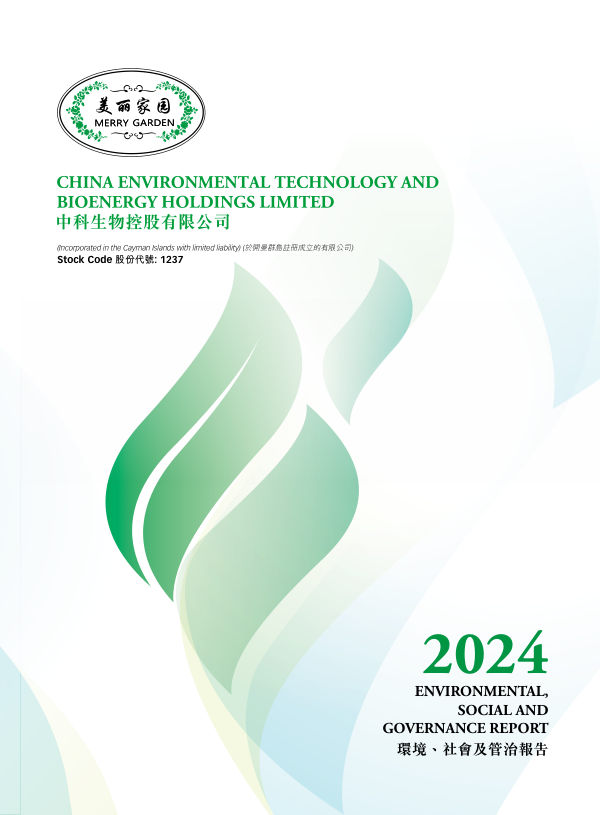 美丽家园
MERRY GARDEN
CHINA ENVIRONMENTAL TECHNOLOGY AND
BIOENERGY HOLDINGS LIMITED
中科生物控股有限公司
(Incorporated in the Cayman Islands with limited liability) (於開曼群島註冊成立的有限公司)
Stock Code 股份代號: 1237
2024
ENVIRONMENTAL,
SOCIAL AND
GOVERNANCE REPORT
環境、社會及管治報告